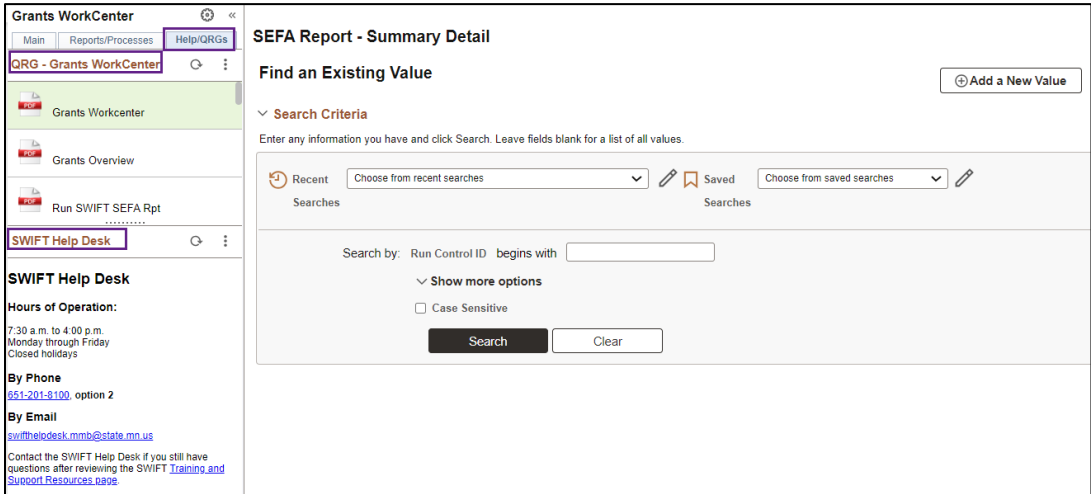 Grants WorkCenter
Main Reports/Processes Help/QRGs
QRG - Grants WorkCenter
PDF
Grants Workcenter
PDF
Grants Overview
PDF
Run SWIFT SEFA Rpt
SWIFT Help Desk
SWIFT Help Desk
Hours of Operation:
7:30 a.m. to 4:00 p.m.
Monday through Friday
Closed holidays
By Phone
651-201-8100, option 2
By Email
swifthelpdesk.mmb@state.mn.us
Contact the SWIFT Help Desk if you still have
questions after reviewing the SWIFT Training and
Support Resources page.
SEFA Report - Summary Detail
Find an Existing Value
Add a New Value
Search Criteria
Enter any information you have and click Search. Leave fields blank for a list of all values.
Recent Searches Choose from recent searches Saved Searches Choose from saved searches
Search by: Run Control ID begins with
Show more options
Case Sensitive
Search Clear